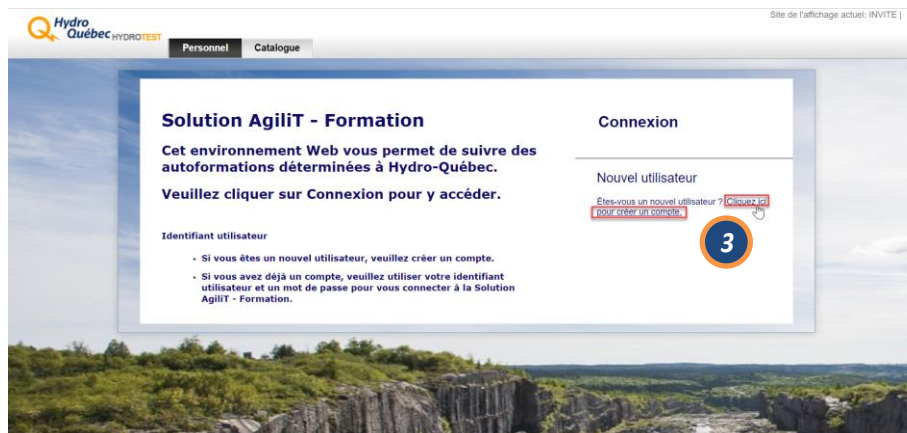 Site de l'affichage actuel: INVITE |
Hydro
Québec HYDROTEST
Personnel Catalogue
Solution AgiliT - Formation
Cet environnement Web vous permet de suivre des
autoformations déterminées à Hydro-Québec.
Veuillez cliquer sur Connexion pour y accéder.
Identifiant utilisateur
• Si vous êtes un nouvel utilisateur, veuillez créer un compte.
• Si vous avez déjà un compte, veuillez utiliser votre identifiant
utilisateur et un mot de passe pour vous connecter à la Solution
AgiliT - Formation.
Connexion
Nouvel utilisateur
Êtes-vous un nouvel utilisateur ? Cliquez ici
pour créer un compte.
3